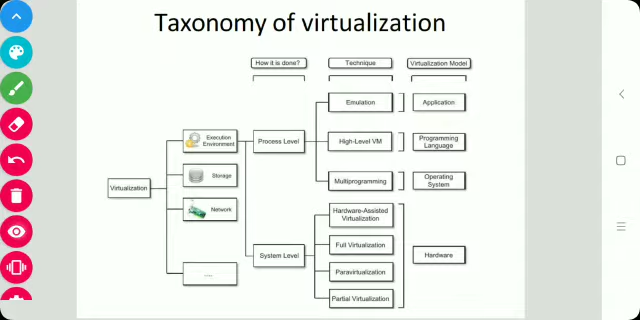 Taxonomy of virtualization
How it is done?
Technique
Virtualization Model
Emulation
Application
Execution
Environment
Process Level
High-Level VM
Programming
Language
Storage
Multiprogramming
Operating
System
Virtualization
Network
Hardware-Assisted
Virtualization
Full Virtualization
System Level
Hardware
....
Paravirtualization
Partial Virtualization